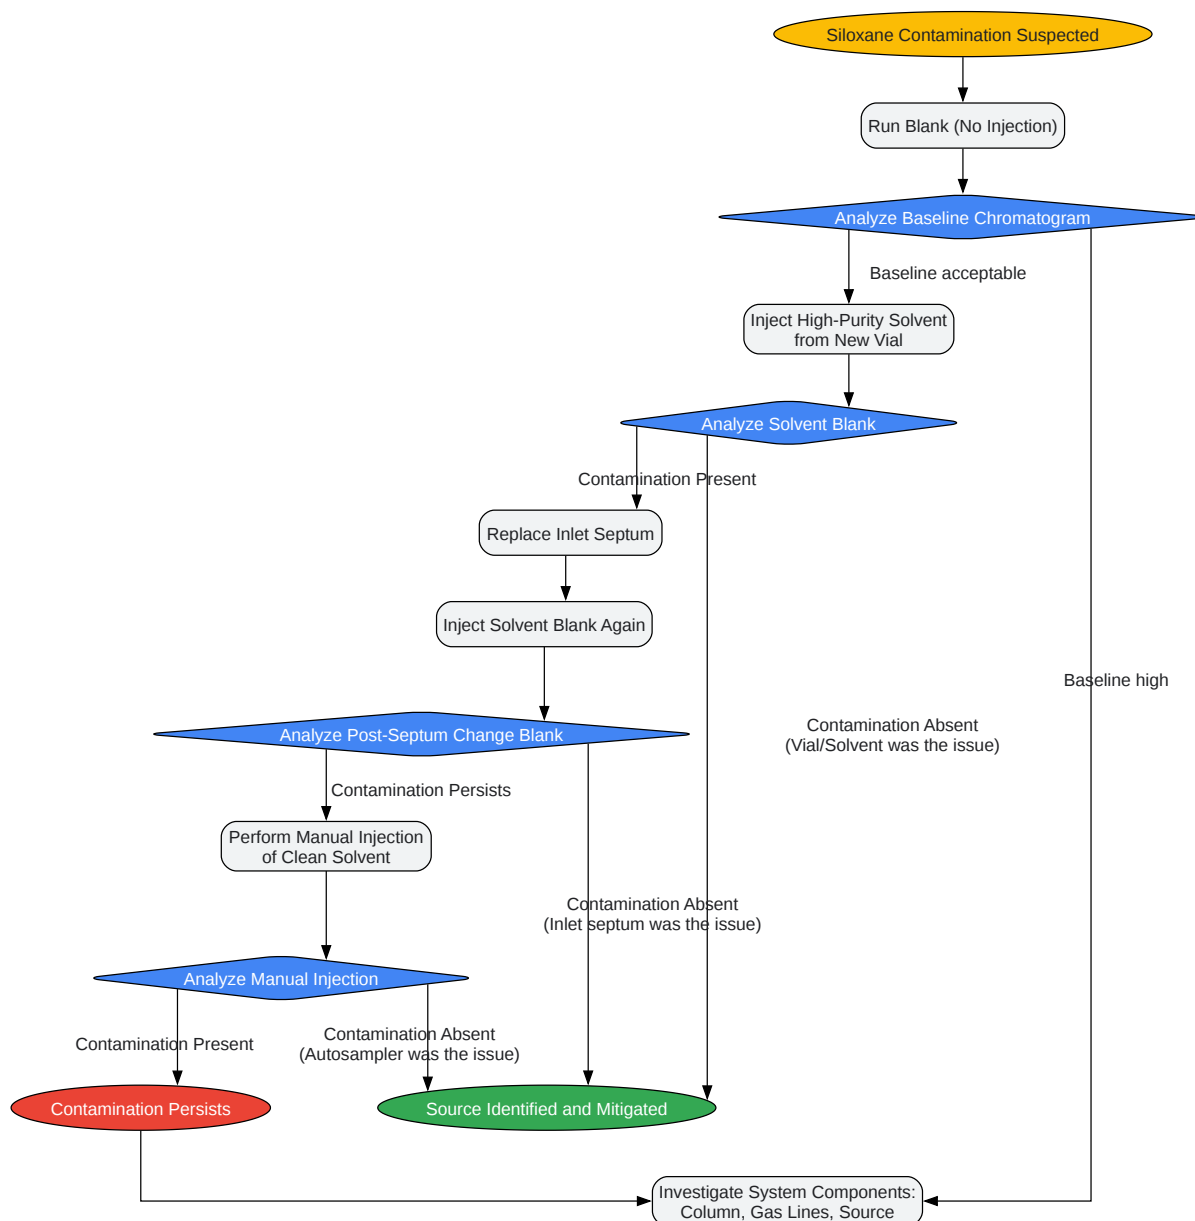 Siloxane Contamination Suspected
Run Blank (No Injection)
Analyze Baseline Chromatogram
Baseline acceptable
Inject High-Purity Solvent
from New Vial
Analyze Solvent Blank
Contamination Present
Replace Inlet Septum
Inject Solvent Blank Again
Baseline high
Contamination Absent
(Vial/Solvent was the issue)
Analyze Post-Septum Change Blank
Contamination Persists
Perform Manual Injection
of Clean Solvent
Contamination Absent
(Inlet septum was the issue)
Analyze Manual Injection
Contamination Present
Contamination Absent
(Autosampler was the issue)
Contamination Persists
Source Identified and Mitigated
Investigate System Components:
Column, Gas Lines, Source